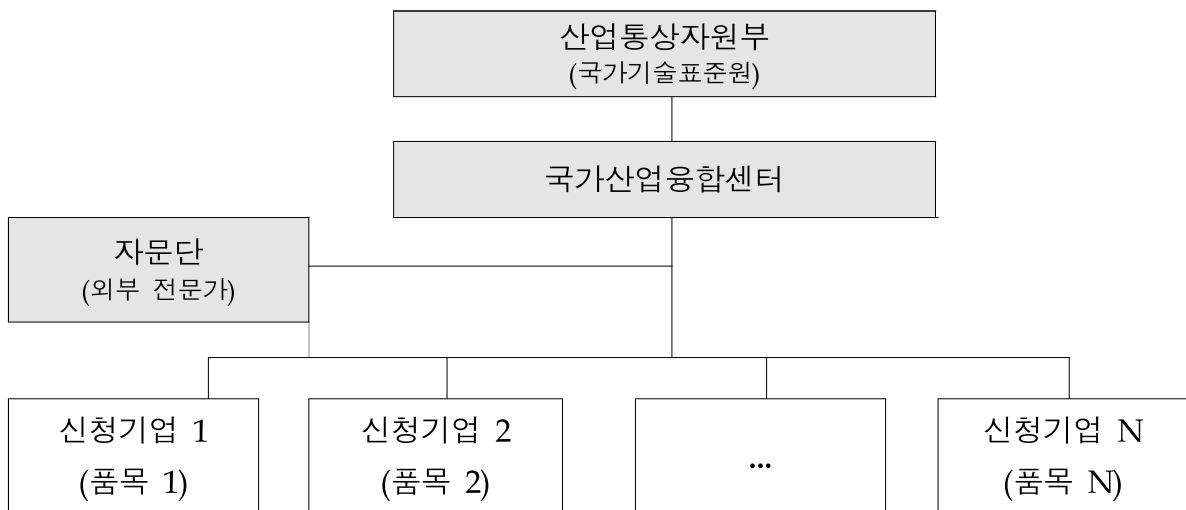 산업통상자원부
(국가기술표준원)
국가산업융합센터
자문단
(외부 전문가)
신청기업 1
(품목 1)
신청기업 2
(품목 2)
...
신청기업 N
(품목 N)